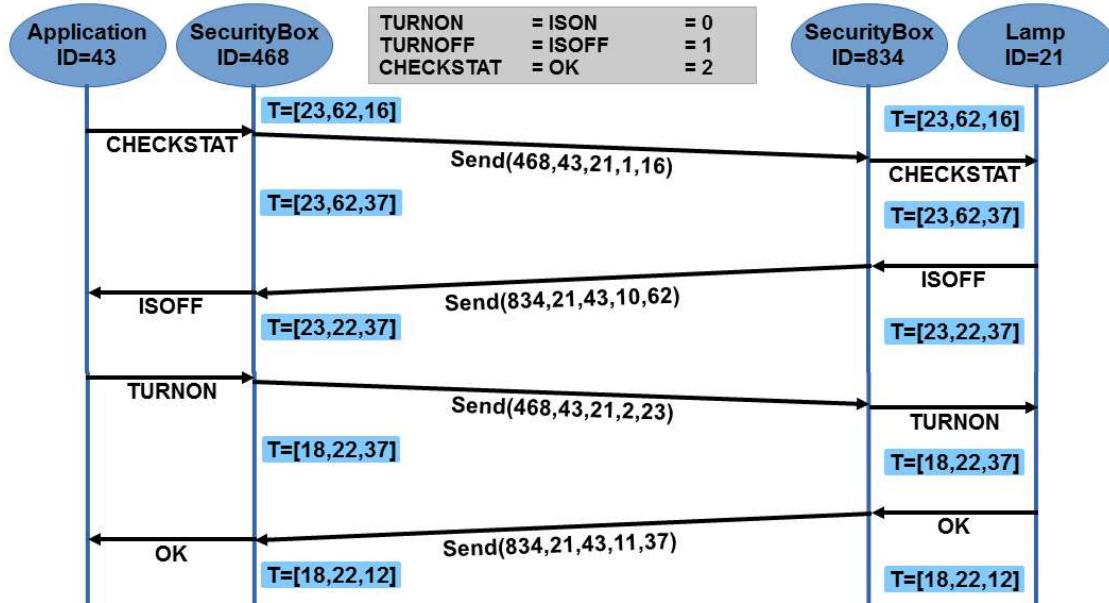 Application
ID=43
SecurityBox
ID=468
TURNON = ISON = 0
TURNOFF = ISOFF = 1
CHECKSTAT = OK = 2
SecurityBox
ID=834
Lamp
ID=21
T=[23,62,16]
T=[23,62,16]
CHECKSTAT
Send(468,43,21,1,16)
CHECKSTAT
T=[23,62,37]
T=[23,62,37]
ISOFF
Send(834,21,43,10,62)
ISOFF
T=[23,22,37]
T=[23,22,37]
TURNON
Send(468,43,21,2,23)
TURNON
T=[18,22,37]
T=[18,22,37]
OK
Send(834,21,43,11,37)
OK
T=[18,22,12]
T=[18,22,12]